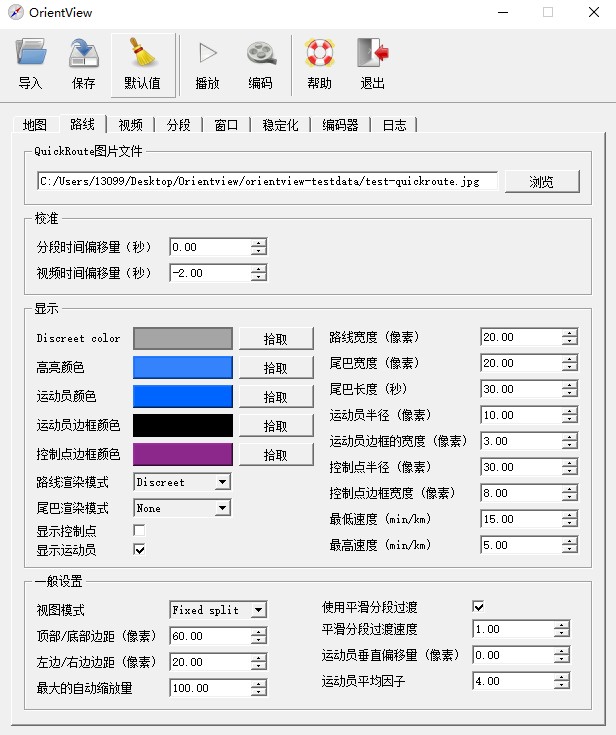 OrientView
导入 保存 默认值 播放 编码 帮助 退出
地图 路线 视频 分段 窗口 稳定化 编码器 日志
QuickRoute图片文件
C:/Users/13099/Desktop/Orientview/orientview-testdata/test-quickroute.jpg 浏览
校准
分段时间偏移量（秒） 0.00
视频时间偏移量（秒） -2.00
显示
Discreet color 拾取
高亮颜色 拾取
运动员颜色 拾取
运动员边框颜色 拾取
控制点边框颜色 拾取
路线渲染模式 Discreet
尾巴渲染模式 None
显示控制点
显示运动员
路线宽度（像素） 20.00
尾巴宽度（像素） 20.00
尾巴长度（秒） 30.00
运动员半径（像素） 10.00
运动员边框的宽度（像素） 3.00
控制点半径（像素） 30.00
控制点边框宽度（像素） 8.00
最低速度（min/km） 15.00
最高速度（min/km） 5.00
一般设置
视图模式 Fixed split
顶部/底部边距（像素） 60.00
左边/右边边距（像素） 20.00
最大的自动缩放量 100.00
使用平滑分段过渡
平滑分段过渡速度 1.00
运动员垂直偏移量（像素） 0.00
运动员平均因子 4.00